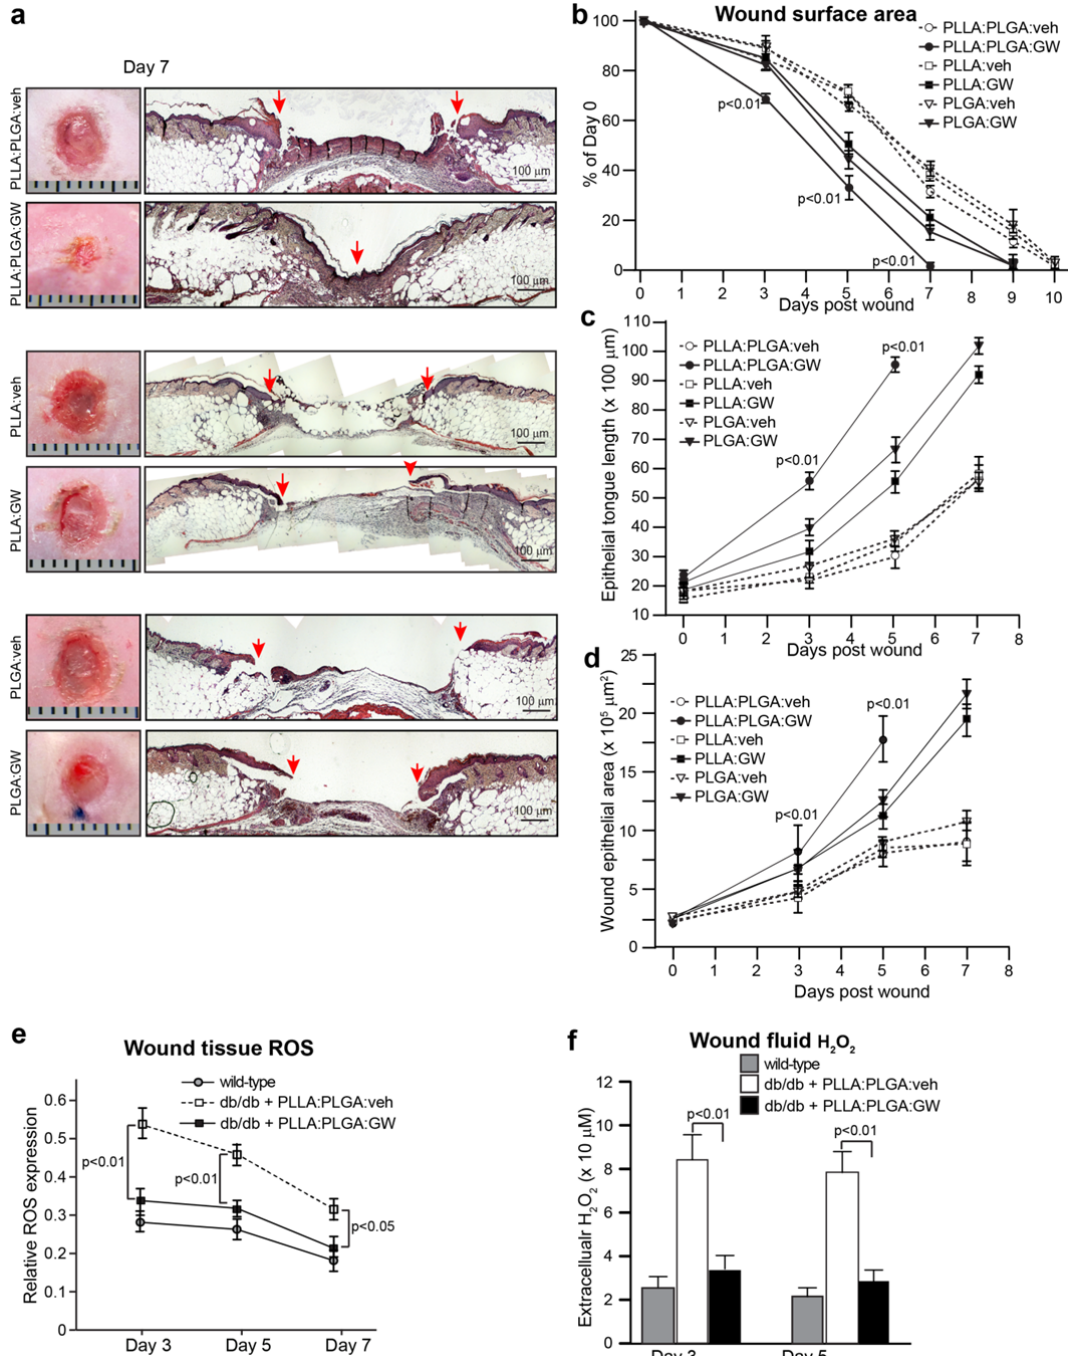 a
Day 7
PLLA:PLGA:veh
100 µm
PLLA:PLGA:GW
100 µm
PLLA:veh
100 µm
PLLA:GW
100 µm
PLGA:veh
100 µm
PLGA:GW
100 µm
b
Wound surface area
PLLA:PLGA:veh
PLLA:PLGA:GW
PLLA:veh
PLLA:GW
PLGA:veh
PLGA:GW
% of Day 0
100
80
60
40
20
0
p<0.01
p<0.01
p<0.01
0 1 2 3 4 5 6 7 8 9 10
Days post wound
c
PLLA:PLGA:veh
PLLA:PLGA:GW
PLLA:veh
PLLA:GW
PLGA:veh
PLGA:GW
Epithelial tongue length (x 100 µm)
110
100
90
80
70
60
50
40
30
20
10
p<0.01
p<0.01
0 1 2 3 4 5 6 7 8
Days post wound
d
PLLA:PLGA:veh
PLLA:PLGA:GW
PLLA:veh
PLLA:GW
PLGA:veh
PLGA:GW
Wound epithelial area (x 10⁵ µm²)
25
20
15
10
5
0
p<0.01
p<0.01
0 1 2 3 4 5 6 7 8
Days post wound
e
Wound tissue ROS
wild-type
db/db + PLLA:PLGA:veh
db/db + PLLA:PLGA:GW
Relative ROS expression
0.6
0.5
0.4
0.3
0.2
0.1
0
p<0.01
p<0.01
p<0.05
Day 3 Day 5 Day 7
f
Wound fluid H₂O₂
wild-type
db/db + PLLA:PLGA:veh
db/db + PLLA:PLGA:GW
Extracellualr H₂O₂ (x 10 µM)
12
10
8
6
4
2
0
p<0.01
p<0.01
Day 3 Day 5